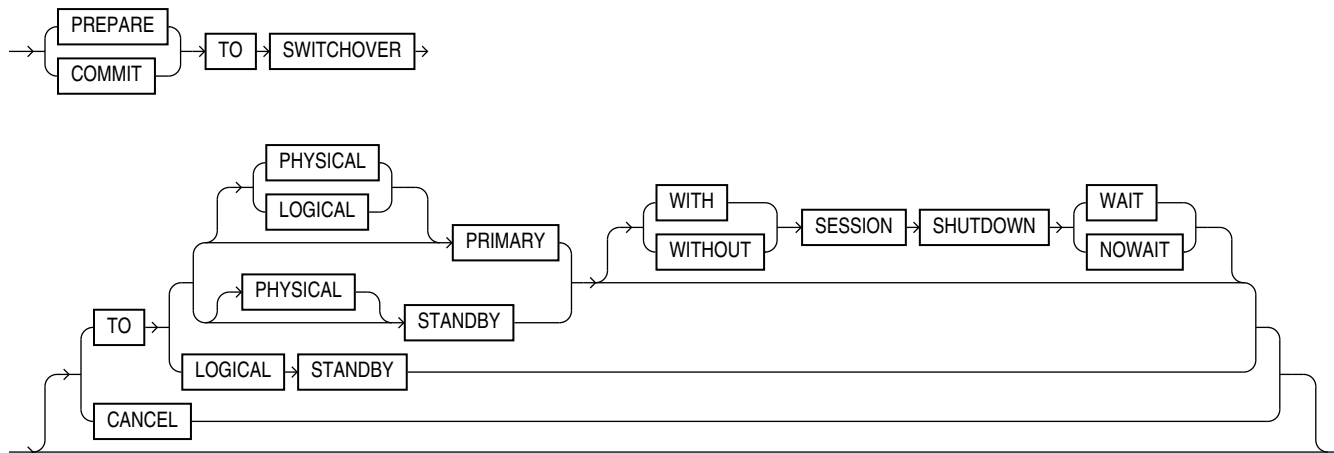 PREPARE
COMMIT
TO SWITCHOVER
PHYSICAL
LOGICAL
PRIMARY
PHYSICAL
STANDBY
WITH
WITHOUT
SESSION SHUTDOWN
WAIT
NOWAIT
TO
LOGICAL STANDBY
CANCEL